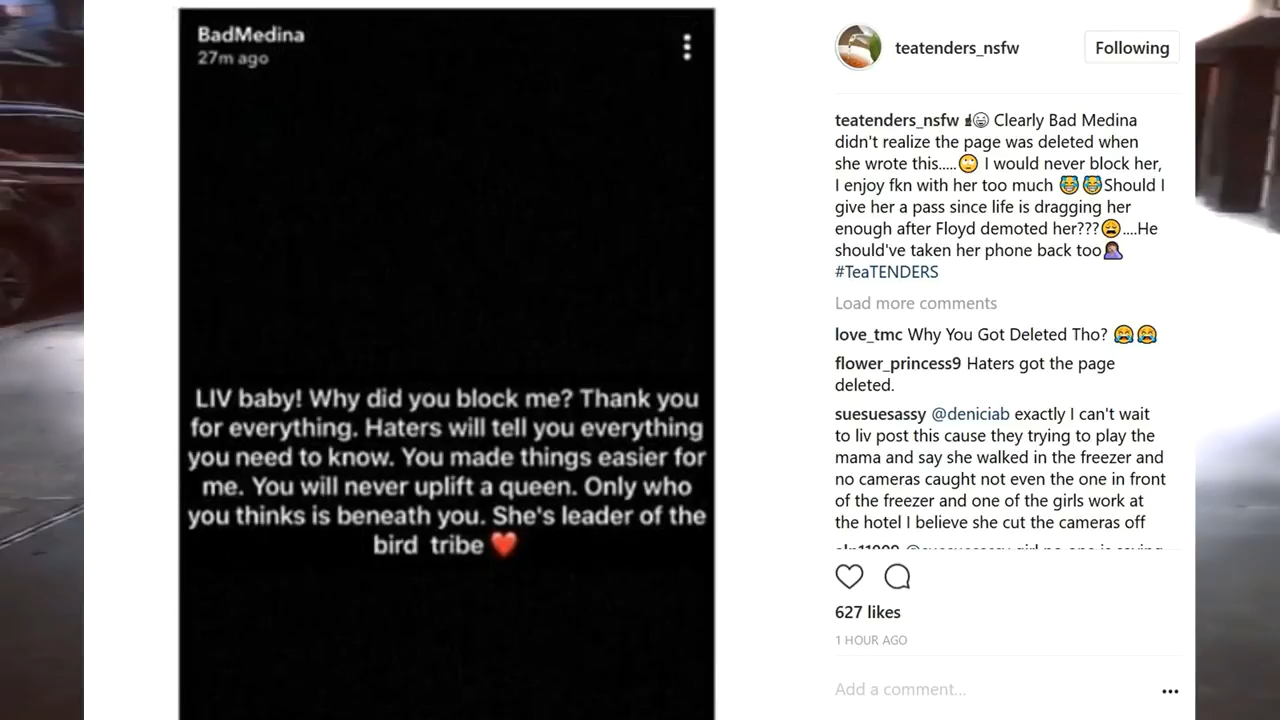 BadMedina
27m ago
LIV baby! Why did you block me? Thank you
for everything. Haters will tell you everything
you need to know. You made things easier for
me. You will never uplift a queen. Only who
you thinks is beneath you. She's leader of the
bird tribe ❤️
teatenders_nsfw
Following
teatenders_nsfw Clearly Bad Medina
didn't realize the page was deleted when
she wrote this.....🙄 I would never block her,
I enjoy fkn with her too much 😂😂Should I
give her a pass since life is dragging her
enough after Floyd demoted her???😩....He
should've taken her phone back too🤦
#TeaTENDERS
Load more comments
love_tmc Why You Got Deleted Tho? 😂😂
flower_princess9 Haters got the page
deleted.
suesuesassy @deniciab exactly I can't wait
to liv post this cause they trying to play the
mama and say she walked in the freezer and
no cameras caught not even the one in front
of the freezer and one of the girls work at
the hotel I believe she cut the cameras off
627 likes
1 HOUR AGO
Add a comment...